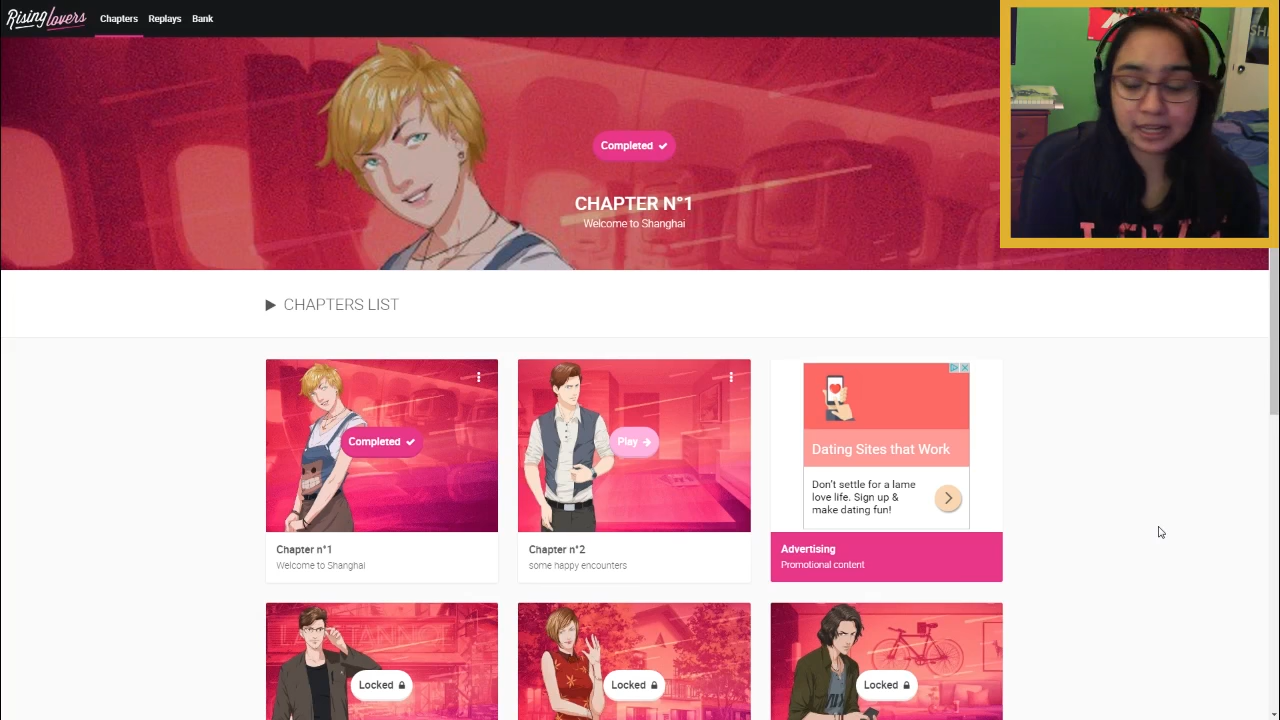 Rising lovers
Chapters
Replays
Bank
Completed
CHAPTER N°1
Welcome to Shanghai
CHAPTERS LIST
Completed
Chapter n°1
Welcome to Shanghai
Play
Chapter n°2
some happy encounters
Dating Sites that Work
Don't settle for a lame
love life. Sign up &
make dating fun!
Advertising
Promotional content
Locked
Locked
Locked